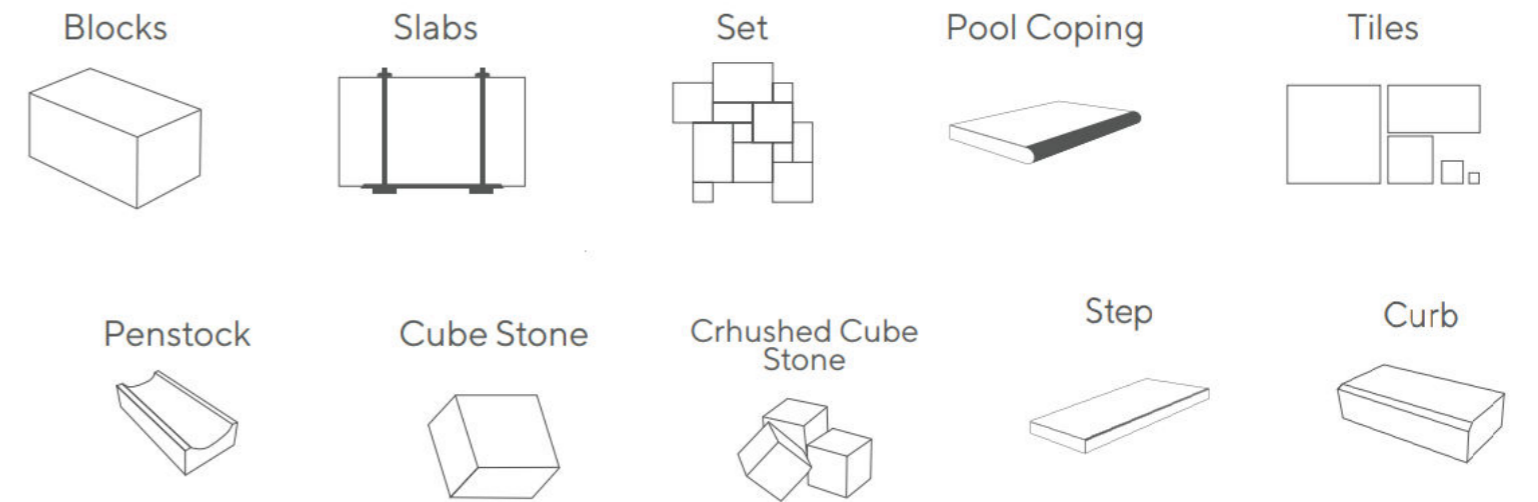 Blocks
Slabs
Set
Pool Coping
Tiles
Penstock
Cube Stone
Crhushed Cube
Stone
Step
Curb